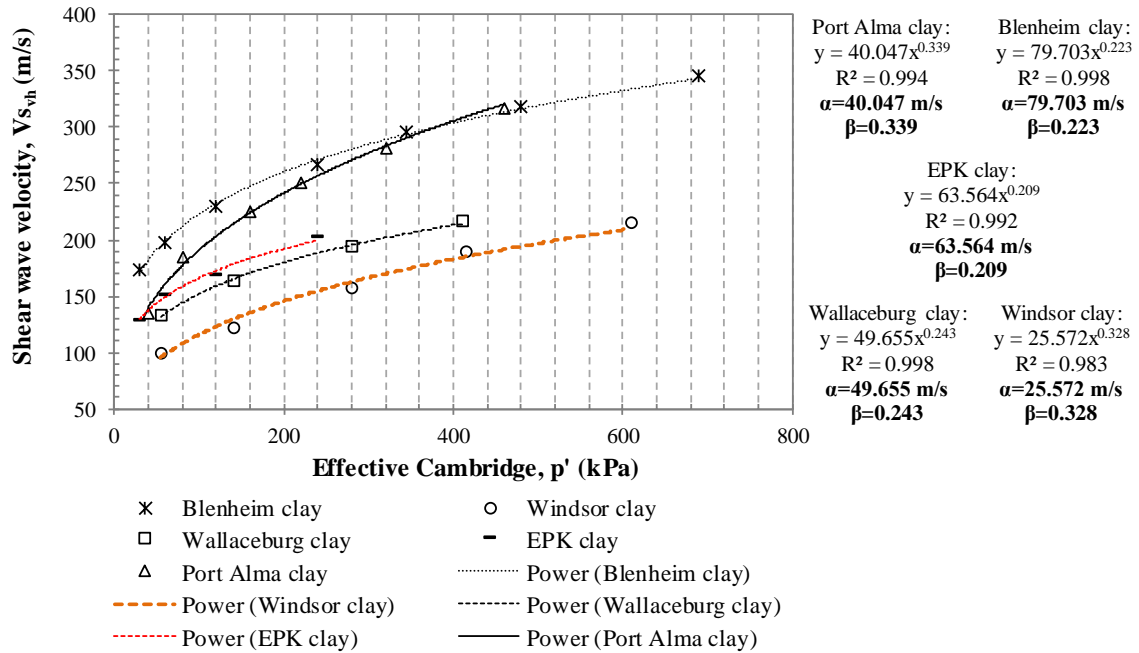 Shear wave velocity, Vsvh (m/s)
400
350
300
250
200
150
100
50
0
200
400
600
800
Effective Cambridge, p' (kPa)
Port Alma clay:
y = 40.047x^0.339
R² = 0.994
α=40.047 m/s
β=0.339
Blenheim clay:
y = 79.703x^0.223
R² = 0.998
α=79.703 m/s
β=0.223
EPK clay:
y = 63.564x^0.209
R² = 0.992
α=63.564 m/s
β=0.209
Wallaceburg clay:
y = 49.655x^0.243
R² = 0.998
α=49.655 m/s
β=0.243
Windsor clay:
y = 25.572x^0.328
R² = 0.983
α=25.572 m/s
β=0.328
Blenheim clay
Windsor clay
Wallaceburg clay
EPK clay
Port Alma clay
Power (Blenheim clay)
Power (Windsor clay)
Power (Wallaceburg clay)
Power (EPK clay)
Power (Port Alma clay)